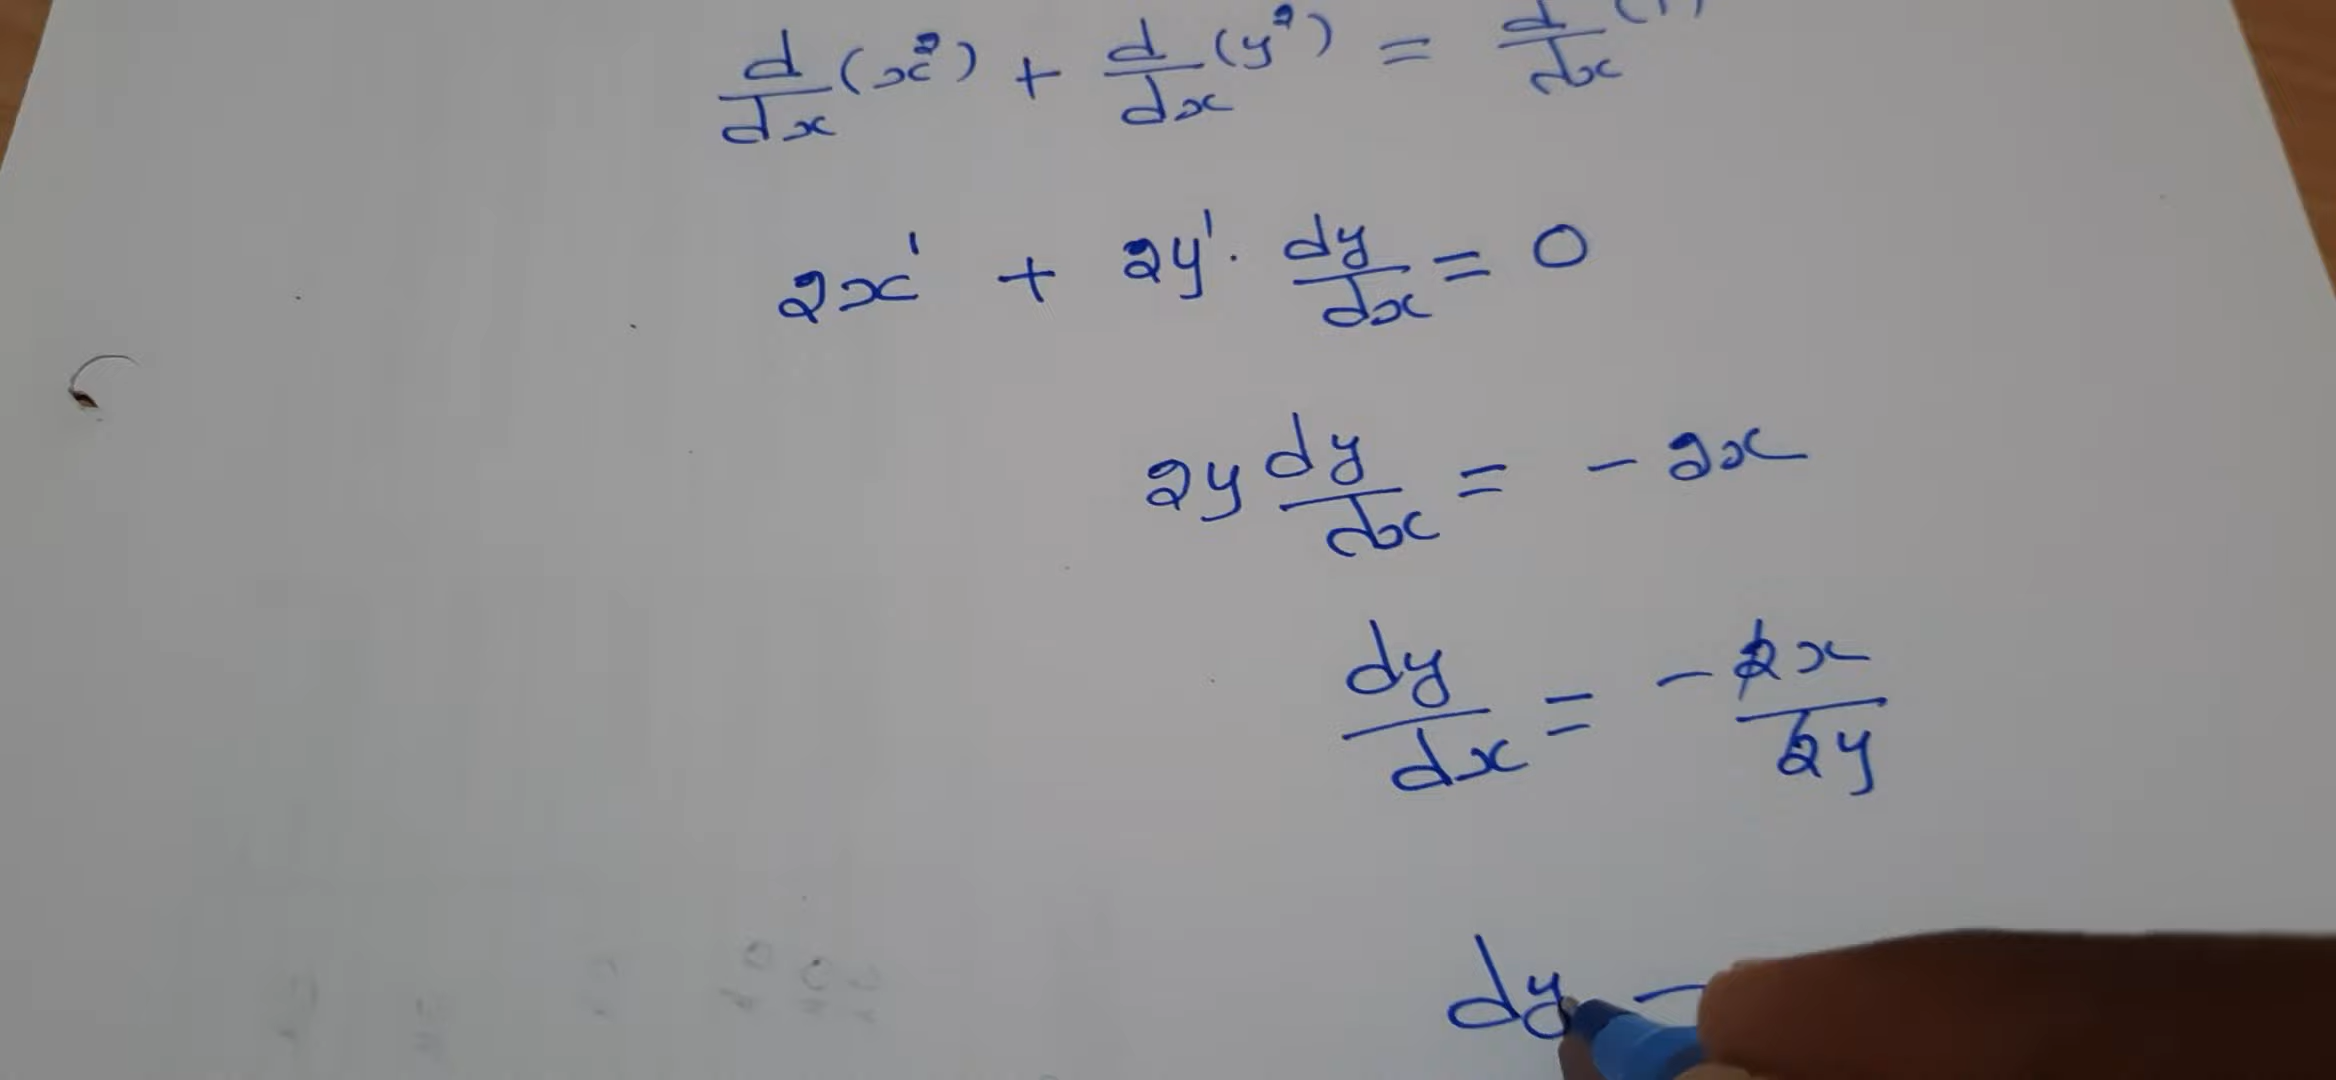 d/dx (x²) + d/dx (y²) = d/dx (1)
2x¹ + 2y¹ · dy/dx = 0
2y dy/dx = - 2x
dy/dx = - 2x/2y
dy -